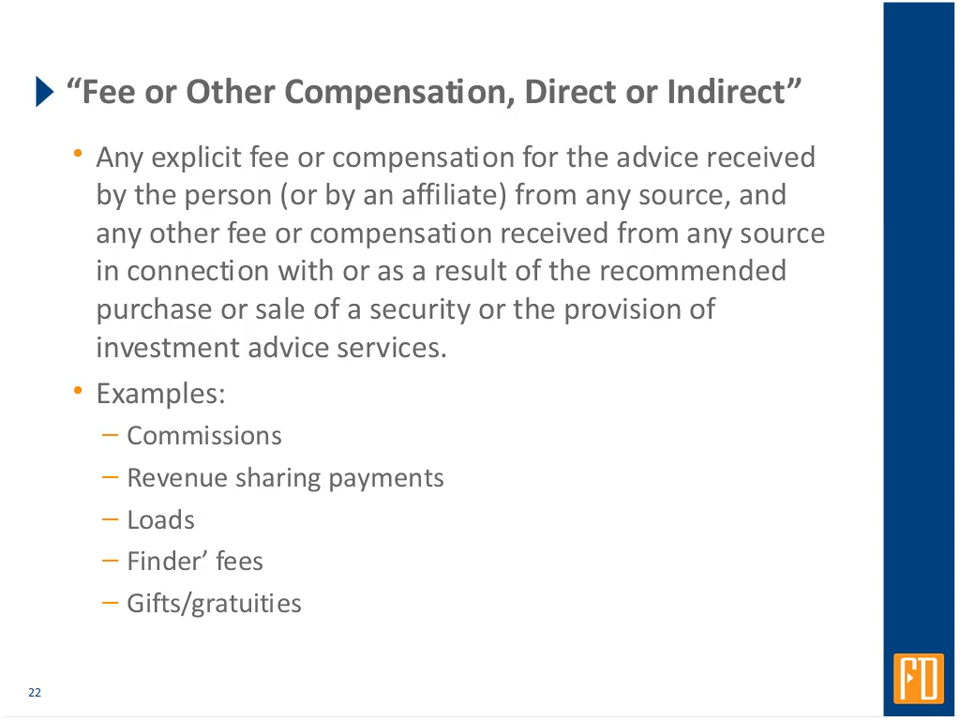 “Fee or Other Compensation, Direct or Indirect”
• Any explicit fee or compensation for the advice received
by the person (or by an affiliate) from any source, and
any other fee or compensation received from any source
in connection with or as a result of the recommended
purchase or sale of a security or the provision of
investment advice services.
• Examples:
– Commissions
– Revenue sharing payments
– Loads
– Finder’ fees
– Gifts/gratuities
22
FD